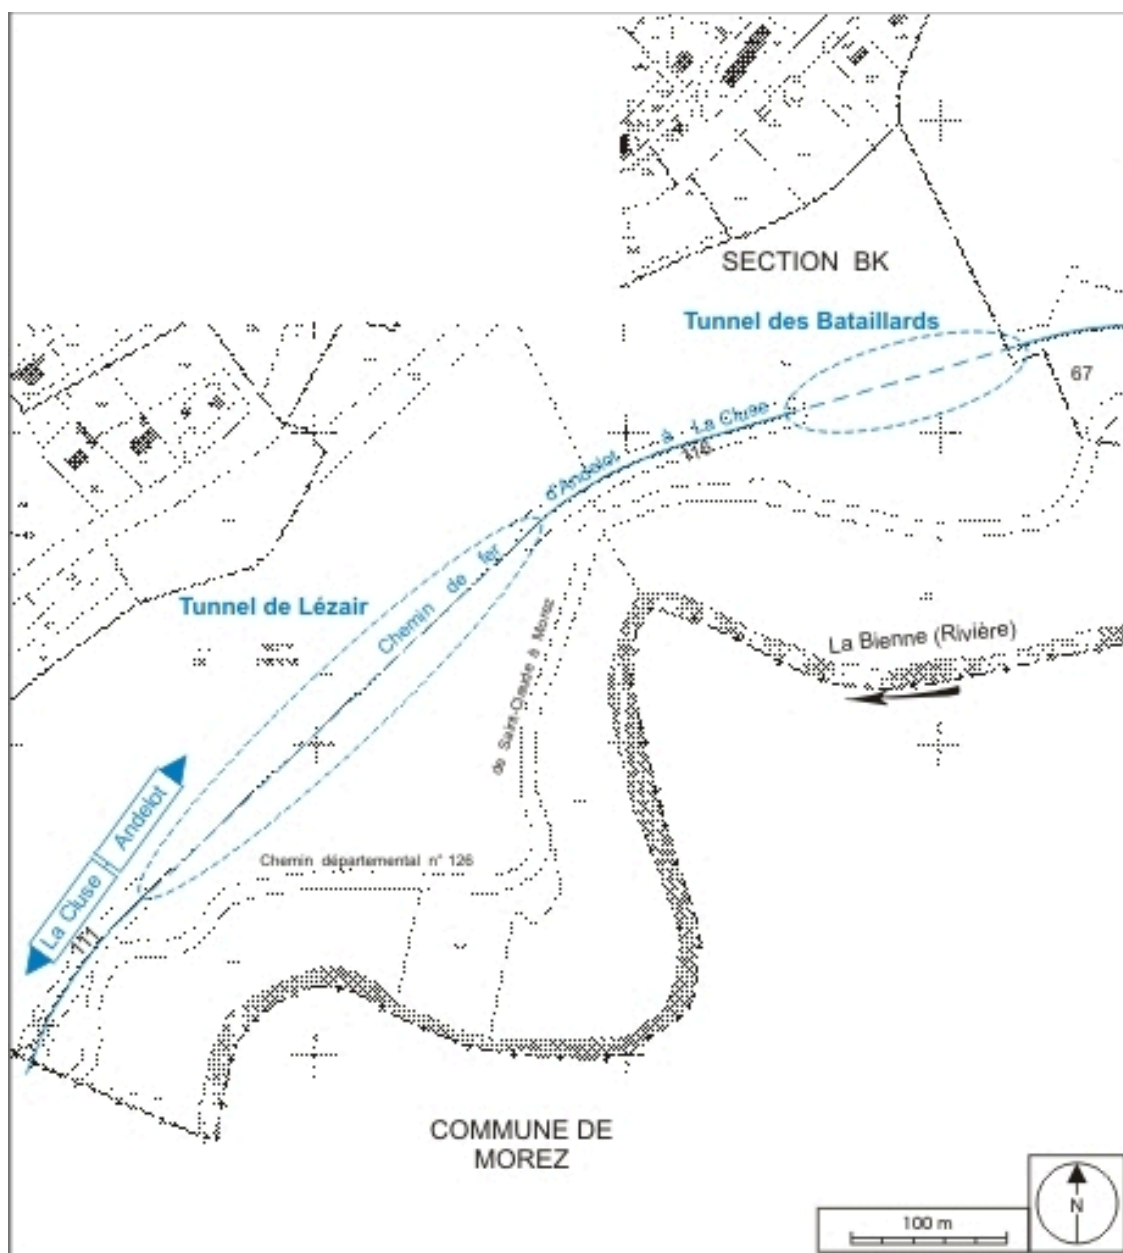 SECTION BK
Tunnel des Bataillards
67
d'Andelot à La Cluse
116
Chemin de fer
Tunnel de Lézair
La Bienne (Rivière)
de Saint-Claude à Morez
Andelot
La Cluse
Chemin départemental n° 126
111
COMMUNE DE
MOREZ
N
100 m